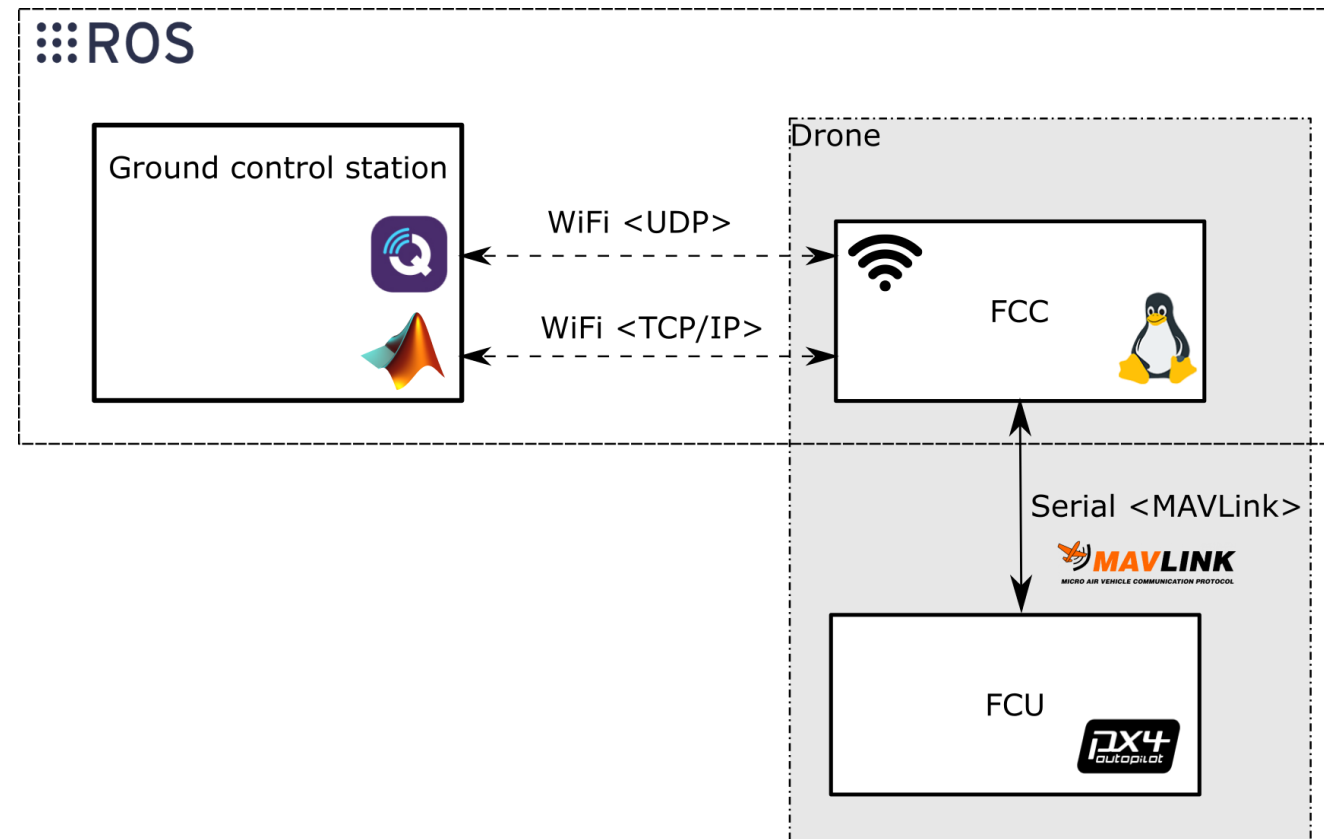 ROS
Ground control station
Drone
WiFi <UDP>
WiFi <TCP/IP>
FCC
Serial <MAVLink>
MAVLINK
MICRO AIR VEHICLE COMMUNICATION PROTOCOL
FCU
px4
autopilot